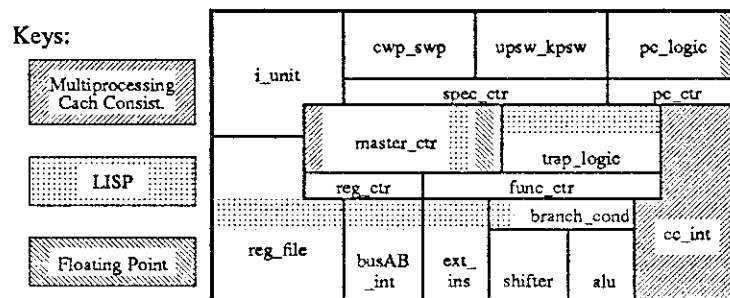 Keys:
Multiprocessing
Cach Consist.
LISP
Floating Point
i_unit
cwp_swp
upsw_kpsw
pc_logic
spec_ctr
pc_ctr
master_ctr
trap_logic
reg_ctr
func_ctr
reg_file
busAB
_int
ext_
ins
branch_cond
shifter
alu
cc_int